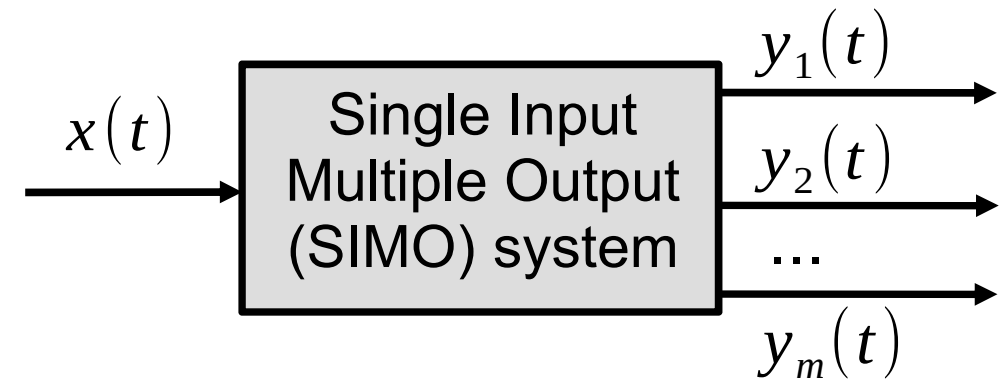 x(t)
Single Input
Multiple Output
(SIMO) system
y₁(t)
y₂(t)
...
yₘ(t)